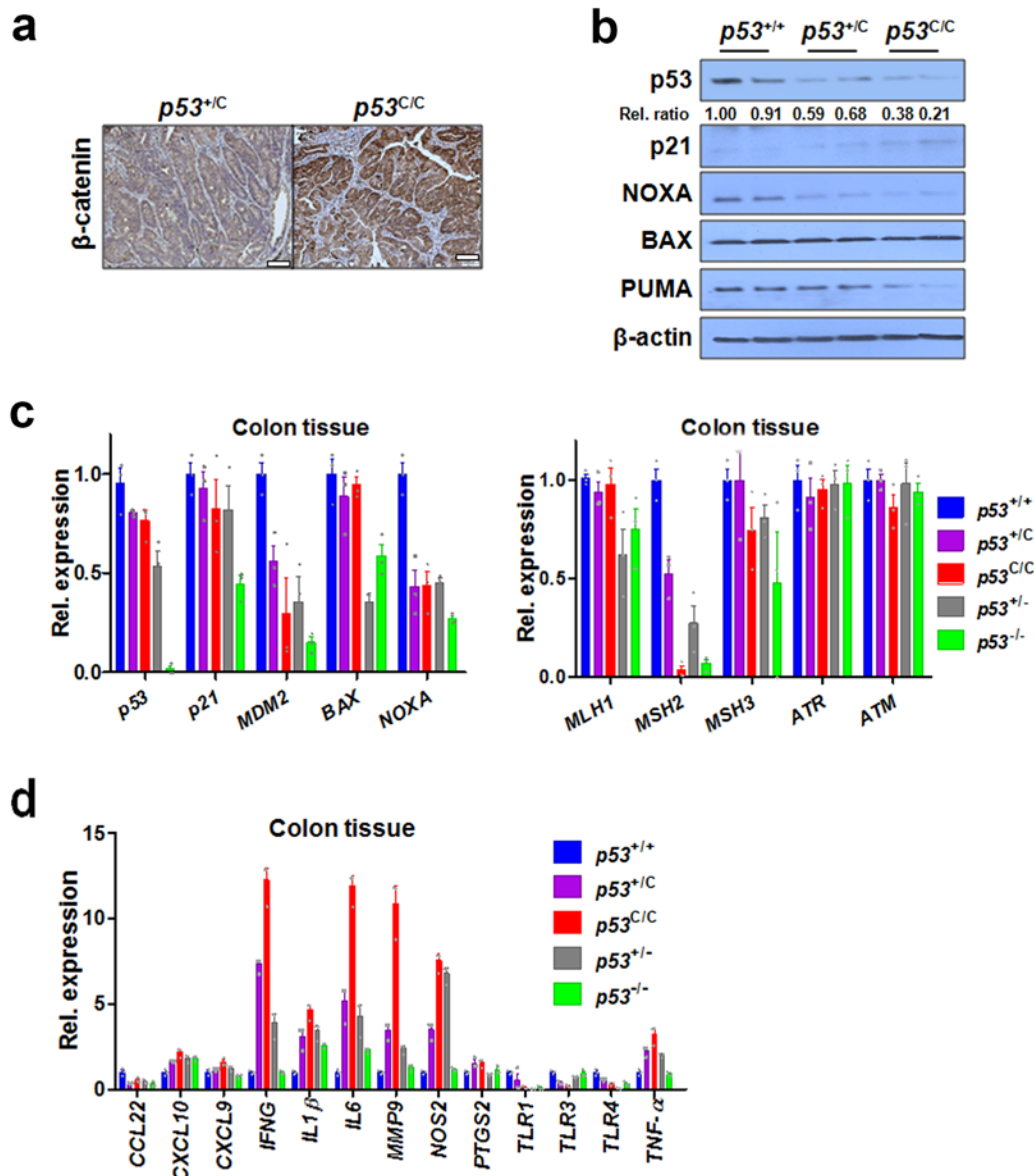 a
p53+/C p53C/C
β-catenin
b
p53+/+ p53+/C p53C/C
p53
Rel. ratio 1.00 0.91 0.59 0.68 0.38 0.21
p21
NOXA
BAX
PUMA
β-actin
c
Colon tissue
Rel. expression
1.0
0.5
0.0
p53 p21 MDM2 BAX NOXA
Colon tissue
Rel. expression
1.0
0.5
0.0
MLH1 MSH2 MSH3 ATR ATM
p53+/+
p53+/C
p53C/C
p53+/-
p53-/-
d
Colon tissue
Rel. expression
15
10
5
0
CCL22 CXCL10 CXCL9 IFNG IL1β IL6 MMP9 NOS2 PTGS2 TLR1 TLR3 TLR4 TNF-α
p53+/+
p53+/C
p53C/C
p53+/-
p53-/-